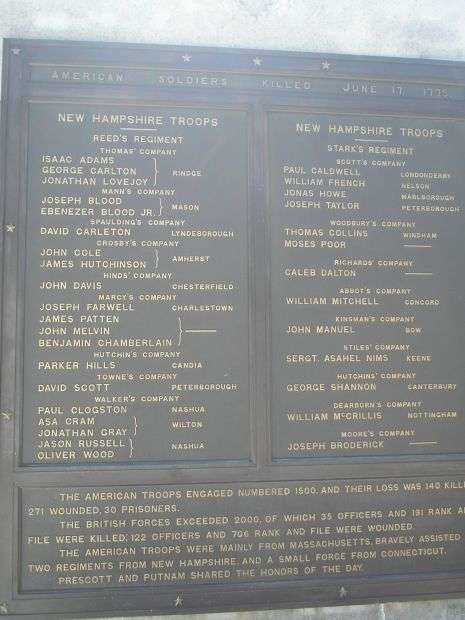 AMERICAN SOLDIERS KILLED JUNE 17, 1775
NEW HAMPSHIRE TROOPS
REED'S REGIMENT
THOMAS' COMPANY
ISAAC ADAMS
GEORGE CARLTON RINDGE
JONATHAN LOVEJOY
MANN'S COMPANY
JOSEPH BLOOD
EBENEZER BLOOD JR. MASON
SPAULDING'S COMPANY
DAVID CARLETON LYNDEBOROUGH
CROSBY'S COMPANY
JOHN COLE
JAMES HUTCHINSON AMHERST
HINDS' COMPANY
JOHN DAVIS CHESTERFIELD
MARCY'S COMPANY
JOSEPH FARWELL CHARLESTOWN
JAMES PATTEN
JOHN MELVIN
BENJAMIN CHAMBERLAIN
HUTCHIN'S COMPANY
PARKER HILLS CANDIA
TOWNE'S COMPANY
DAVID SCOTT PETERBOROUGH
WALKER'S COMPANY
PAUL CLOGSTON NASHUA
ASA CRAM
JONATHAN GRAY WILTON
JASON RUSSELL
OLIVER WOOD NASHUA
NEW HAMPSHIRE TROOPS
STARK'S REGIMENT
SCOTT'S COMPANY
PAUL CALDWELL LONDONDERRY
WILLIAM FRENCH NELSON
JONAS HOWE MARLBOROUGH
JOSEPH TAYLOR PETERBOROUGH
WOODBURY'S COMPANY
THOMAS COLLINS WINDHAM
MOSES POOR
RICHARDS' COMPANY
CALEB DALTON
ABBOT'S COMPANY
WILLIAM MITCHELL CONCORD
KINSMAN'S COMPANY
JOHN MANUEL BOW
STILES' COMPANY
SERGT. ASAHEL NIMS KEENE
HUTCHINS' COMPANY
GEORGE SHANNON CANTERBURY
DEARBORN'S COMPANY
WILLIAM McCRILLIS NOTTINGHAM
MOORE'S COMPANY
JOSEPH BRODERICK
THE AMERICAN TROOPS ENGAGED NUMBERED 1500, AND THEIR LOSS WAS 140 KILL
271 WOUNDED, 30 PRISONERS.
THE BRITISH FORCES EXCEEDED 2000, OF WHICH 35 OFFICERS AND 191 RANK
FILE WERE KILLED, 122 OFFICERS AND 706 RANK AND FILE WERE WOUNDED.
THE AMERICAN TROOPS WERE MAINLY FROM MASSACHUSETTS, BRAVELY ASSISTED
TWO REGIMENTS FROM NEW HAMPSHIRE, AND A SMALL FORCE FROM CONNECTICUT.
PRESCOTT AND PUTNAM SHARED THE HONORS OF THE DAY.